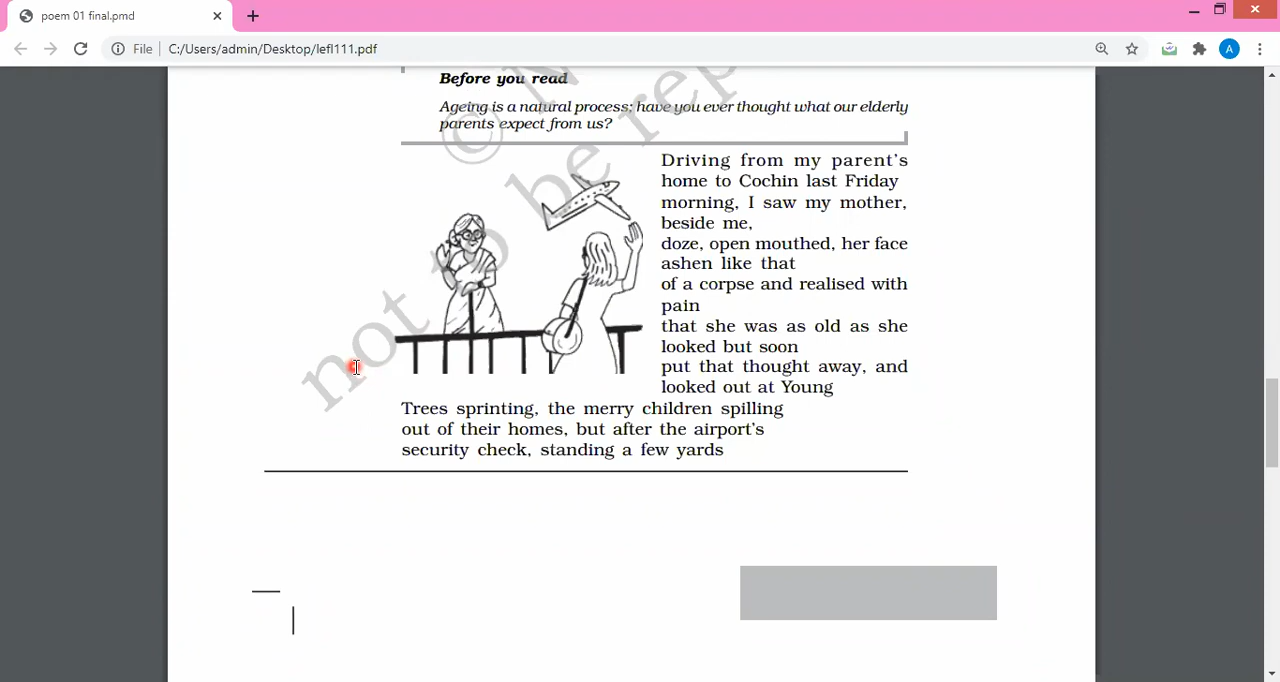 poem 01 final.pmd
File
C:/Users/admin/Desktop/lefl111.pdf
A
Before you read
Ageing is a natural process; have you ever thought what our elderly
parents expect from us?
Driving from my parent's
home to Cochin last Friday
morning, I saw my mother,
beside me,
doze, open mouthed, her face
ashen like that
of a corpse and realised with
pain
that she was as old as she
looked but soon
put that thought away, and
looked out at Young
Trees sprinting, the merry children spilling
out of their homes, but after the airport's
security check, standing a few yards
© N
not to be rep